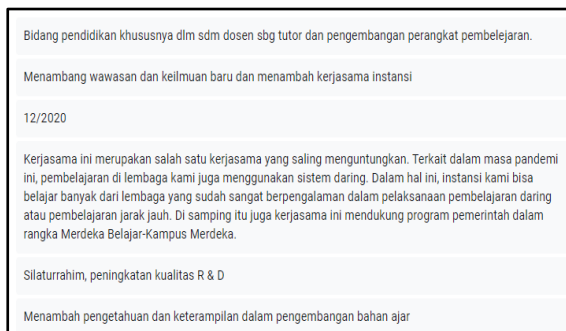 Bidang pendidikan khususnya dlm sdm dosen sbg tutor dan pengembangan perangkat pembelejaran.
Menambang wawasan dan keilmuan baru dan menambah kerjasama instansi
12/2020
Kerjasama ini merupakan salah satu kerjasama yang saling menguntungkan. Terkait dalam masa pandemi
ini, pembelajaran di lembaga kami juga menggunakan sistem daring. Dalam hal ini, instansi kami bisa
belajar banyak dari lembaga yang sudah sangat berpengalaman dalam pelaksanaan pembelajaran daring
atau pembelajaran jarak jauh. Di samping itu juga kerjasama ini mendukung program pemerintah dalam
rangka Merdeka Belajar-Kampus Merdeka.
Silaturrahim, peningkatan kualitas R & D
Menambah pengetahuan dan keterampilan dalam pengembangan bahan ajar